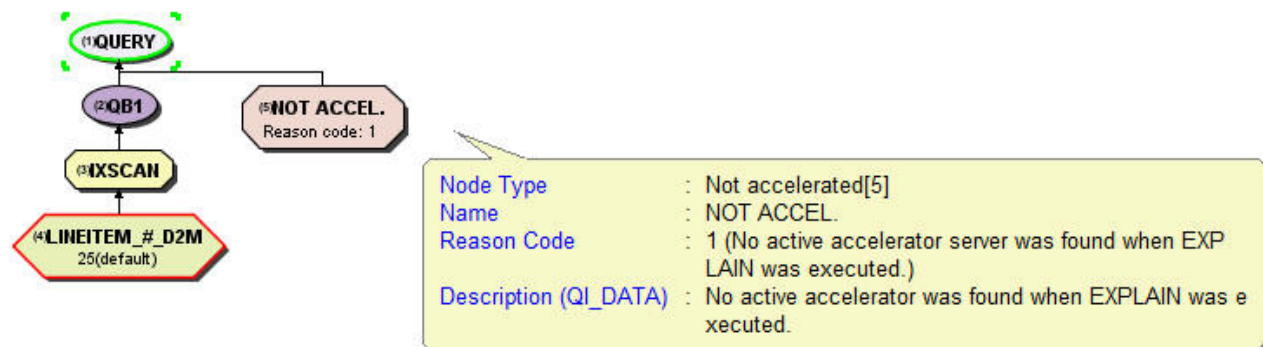 (1)QUERY
(2)QB1
(5)NOT ACCEL.
Reason code: 1
(3)IXSCAN
(4)LINEITEM_#_D2M
25(default)
Node Type : Not accelerated[5]
Name : NOT ACCEL.
Reason Code : 1 (No active accelerator server was found when EXP
LAIN was executed.)
Description (QI_DATA) : No active accelerator was found when EXPLAIN was e
xecuted.